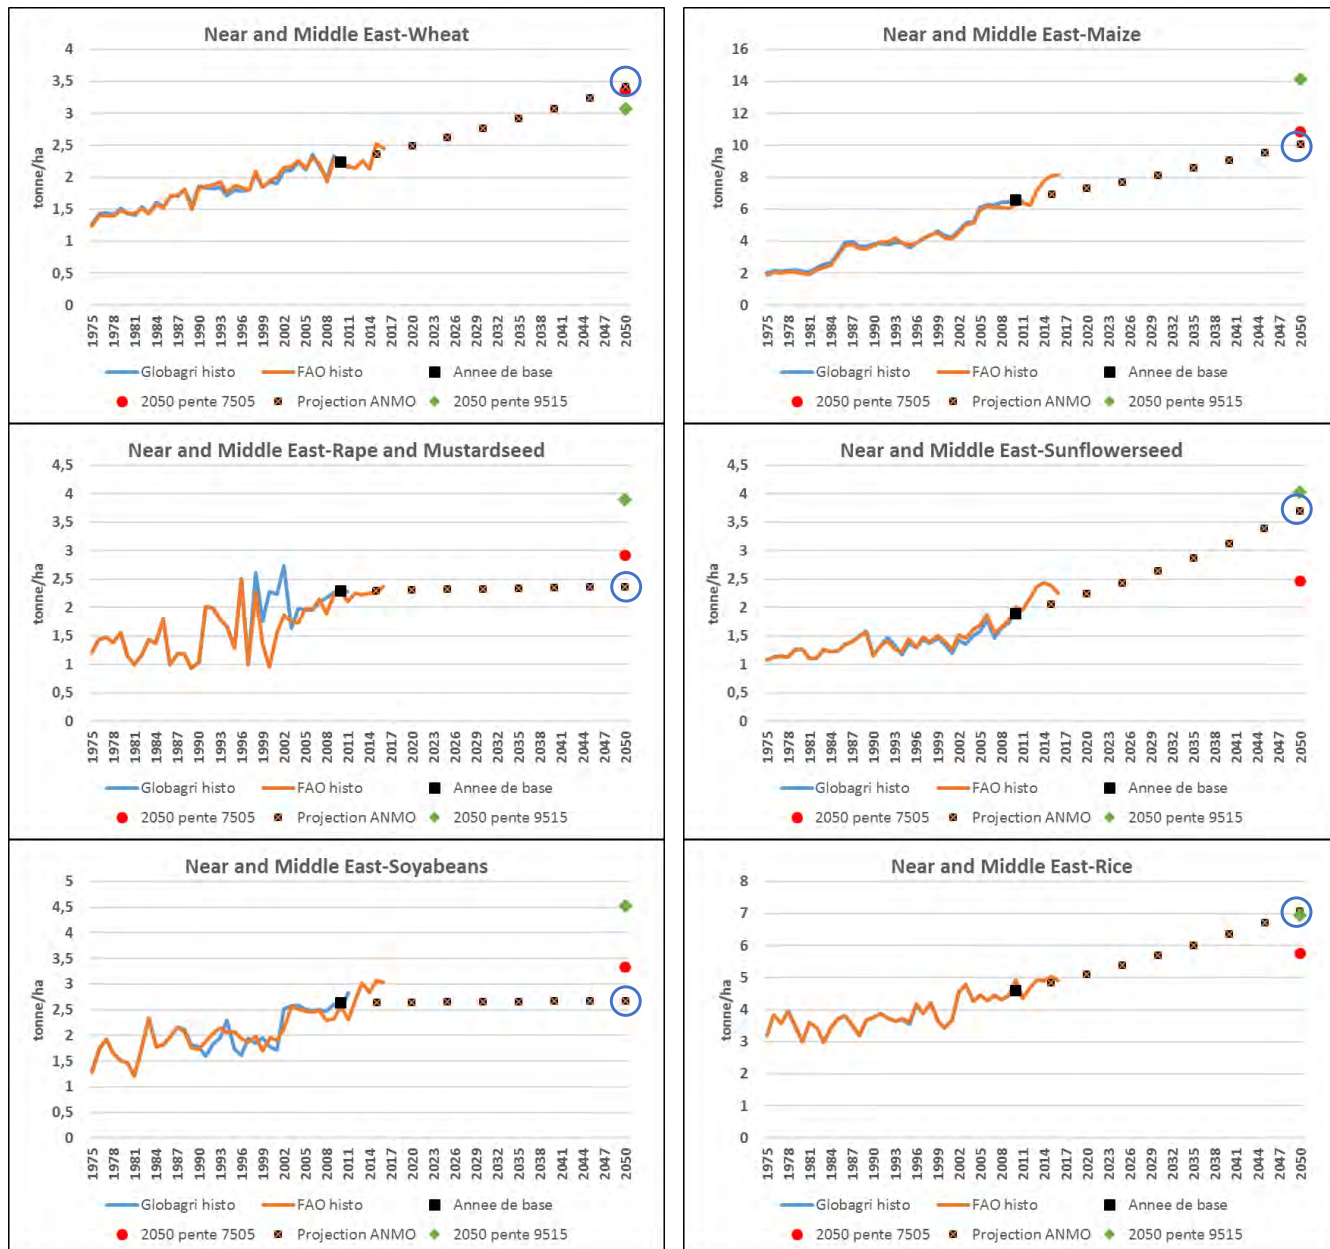 Near and Middle East-Wheat
4
3,5
3
2,5
2
1,5
1
0,5
0
tonne/ha
1975 1978 1981 1984 1987 1990 1993 1996 1999 2002 2005 2008 2011 2014 2017 2020 2023 2026 2029 2032 2035 2038 2041 2044 2047 2050
Globagri histo FAO histo Annee de base
2050 pente 7505 Projection ANMO 2050 pente 9515
Near and Middle East-Maize
16
14
12
10
8
6
4
2
0
tonne/ha
1975 1978 1981 1984 1987 1990 1993 1996 1999 2002 2005 2008 2011 2014 2017 2020 2023 2026 2029 2032 2035 2038 2041 2044 2047 2050
Globagri histo FAO histo Annee de base
2050 pente 7505 Projection ANMO 2050 pente 9515
Near and Middle East-Rape and Mustardseed
4,5
4
3,5
3
2,5
2
1,5
1
0,5
0
tonne/ha
1975 1978 1981 1984 1987 1990 1993 1996 1999 2002 2005 2008 2011 2014 2017 2020 2023 2026 2029 2032 2035 2038 2041 2044 2047 2050
Globagri histo FAO histo Annee de base
2050 pente 7505 Projection ANMO 2050 pente 9515
Near and Middle East-Sunflowerseed
4,5
4
3,5
3
2,5
2
1,5
1
0,5
0
tonne/ha
1975 1978 1981 1984 1987 1990 1993 1996 1999 2002 2005 2008 2011 2014 2017 2020 2023 2026 2029 2032 2035 2038 2041 2044 2047 2050
Globagri histo FAO histo Annee de base
2050 pente 7505 Projection ANMO 2050 pente 9515
Near and Middle East-Soyabeans
5
4,5
4
3,5
3
2,5
2
1,5
1
0,5
0
tonne/ha
1975 1978 1981 1984 1987 1990 1993 1996 1999 2002 2005 2008 2011 2014 2017 2020 2023 2026 2029 2032 2035 2038 2041 2044 2047 2050
Globagri histo FAO histo Annee de base
2050 pente 7505 Projection ANMO 2050 pente 9515
Near and Middle East-Rice
8
7
6
5
4
3
2
1
0
tonne/ha
1975 1978 1981 1984 1987 1990 1993 1996 1999 2002 2005 2008 2011 2014 2017 2020 2023 2026 2029 2032 2035 2038 2041 2044 2047 2050
Globagri histo FAO histo Annee de base
2050 pente 7505 Projection ANMO 2050 pente 9515